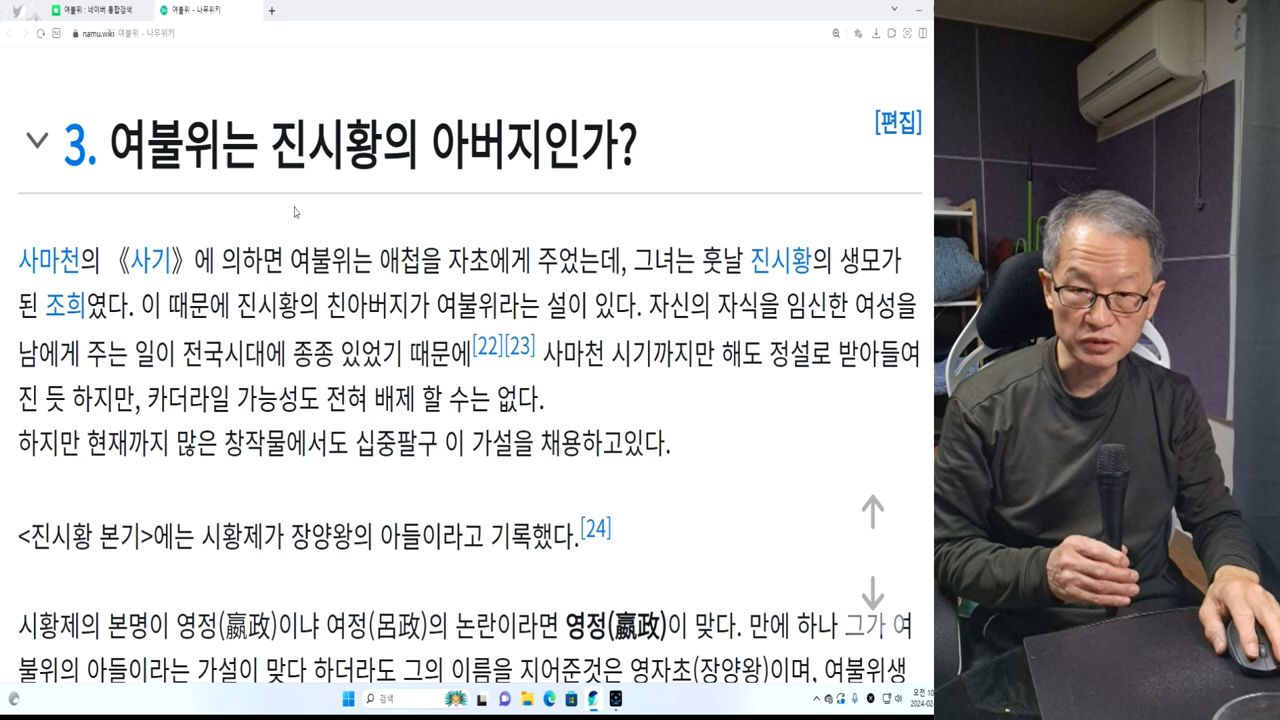 여불위 : 네이버 통합검색
여불위 - 나무위키
namu.wiki 여불위 - 나무위키
3. 여불위는 진시황의 아버지인가?
[편집]
사마천의 《사기》에 의하면 여불위는 애첩을 자초에게 주었는데, 그녀는 훗날 진시황의 생모가
된 조희였다. 이 때문에 진시황의 친아버지가 여불위라는 설이 있다. 자신의 자식을 임신한 여성을
남에게 주는 일이 전국시대에 종종 있었기 때문에[22][23] 사마천 시기까지만 해도 정설로 받아들여
진 듯 하지만, 카더라일 가능성도 전혀 배제 할 수는 없다.
하지만 현재까지 많은 창작물에서도 십중팔구 이 가설을 채용하고있다.
<진시황 본기>에는 시황제가 장양왕의 아들이라고 기록했다.[24]
시황제의 본명이 영정(嬴政)이냐 여정(呂政)의 논란이라면 영정(嬴政)이 맞다. 만에 하나 그가 여
불위의 아들이라는 가설이 맞다 하더라도 그의 이름을 지어준것은 영자초(장양왕)이며, 여불위생
검색
오전 10
2024-02